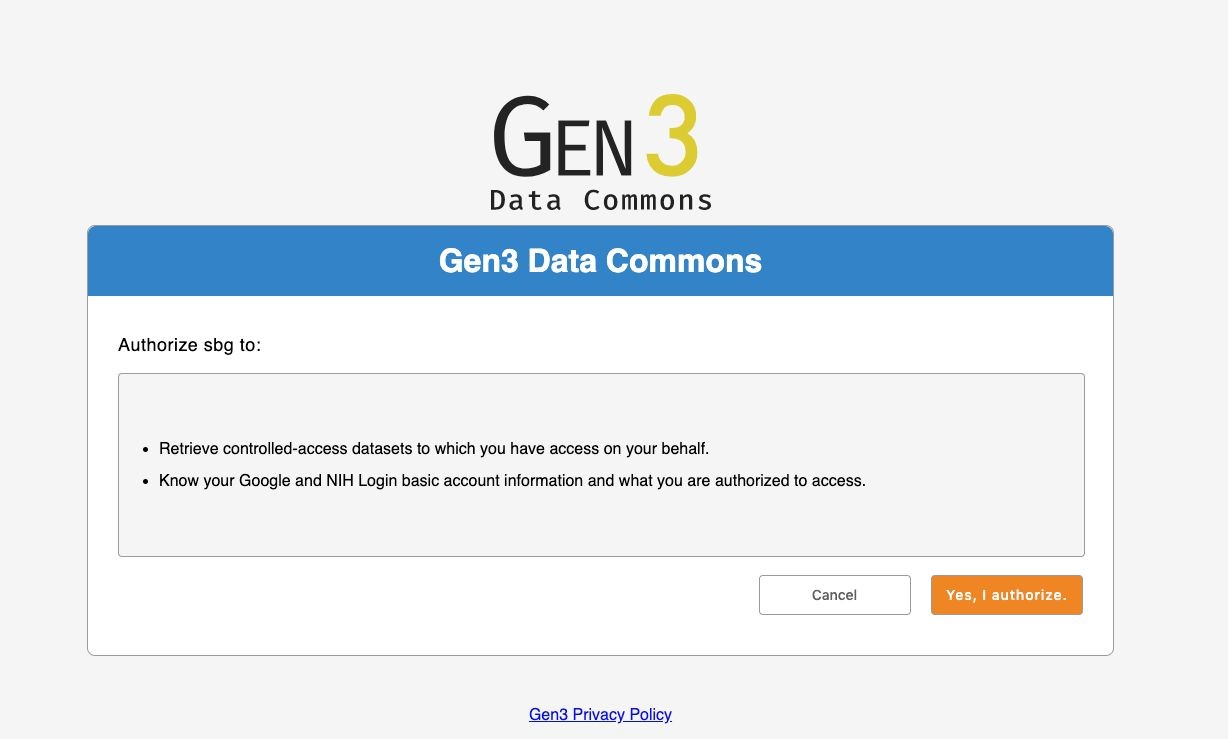 GEN3
Data Commons
Gen3 Data Commons
Authorize sbg to:
• Retrieve controlled-access datasets to which you have access on your behalf.
• Know your Google and NIH Login basic account information and what you are authorized to access.
Cancel
Yes, I authorize.
Gen3 Privacy Policy